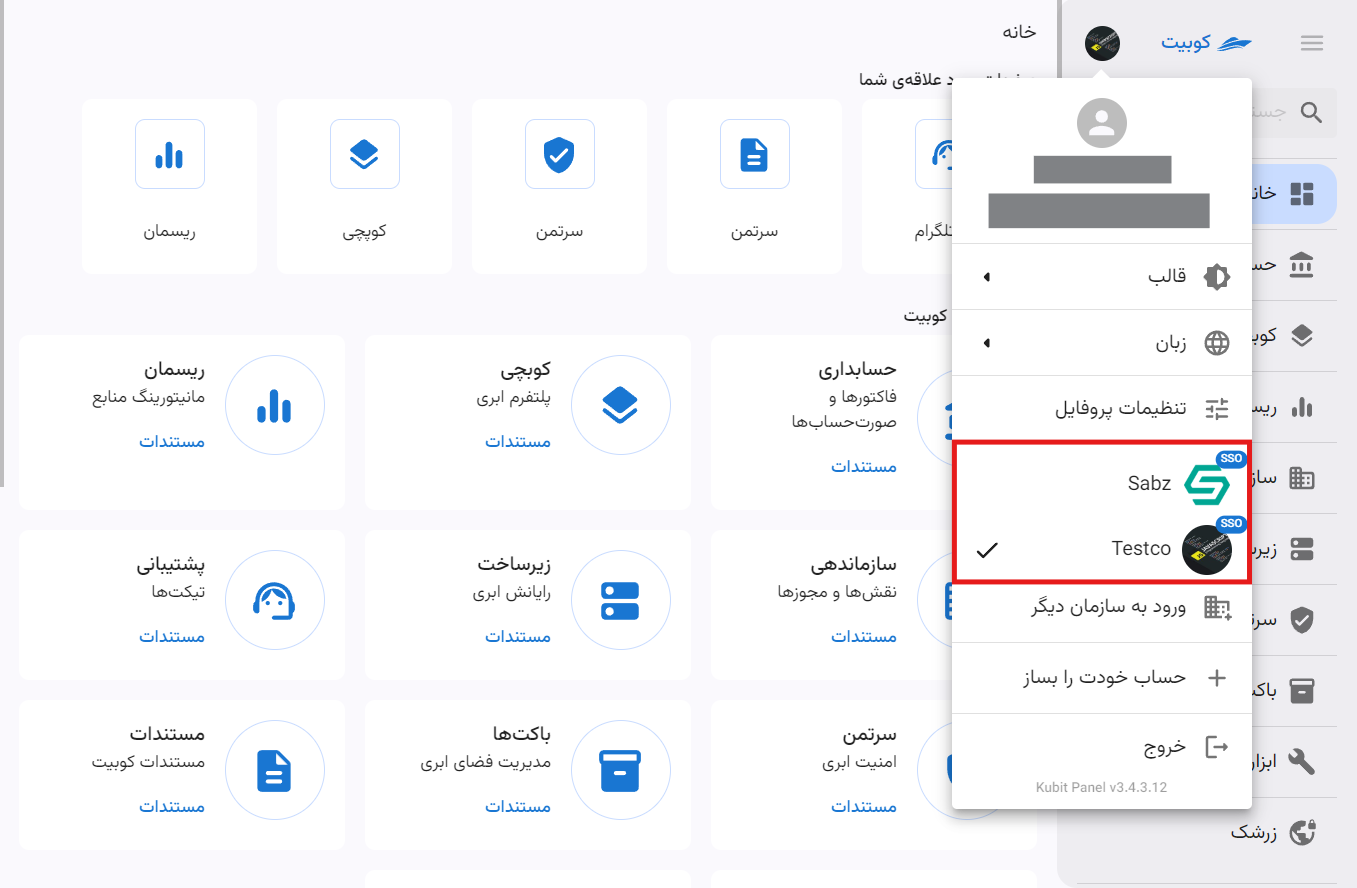 کوبیت
جست
خانه
خانه
حس
کوب
ریس
ساز
زیر
سرت
باک
ابزار
زرشک
قالب
زبان
تنظیمات پروفایل
SSO
Sabz
SSO
Testco
ورود به سازمان دیگر
حساب خودت را بساز
خروج
Kubit Panel v3.4.3.12
علاقه‌ی شما
تلگرام
سرتمن
سرتمن
کوپچی
ریسمان
کوبیت
حسابداری
فاکتورها و
صورت‌حساب‌ها
مستندات
کوبچی
پلتفرم ابری
مستندات
ریسمان
مانیتورینگ منابع
مستندات
سازماندهی
نقش‌ها و مجوزها
مستندات
زیرساخت
رایانش ابری
مستندات
پشتیبانی
تیکت‌ها
مستندات
سرتمن
امنیت ابری
مستندات
باکت‌ها
مدیریت فضای ابری
مستندات
مستندات
مستندات کوبیت
مستندات